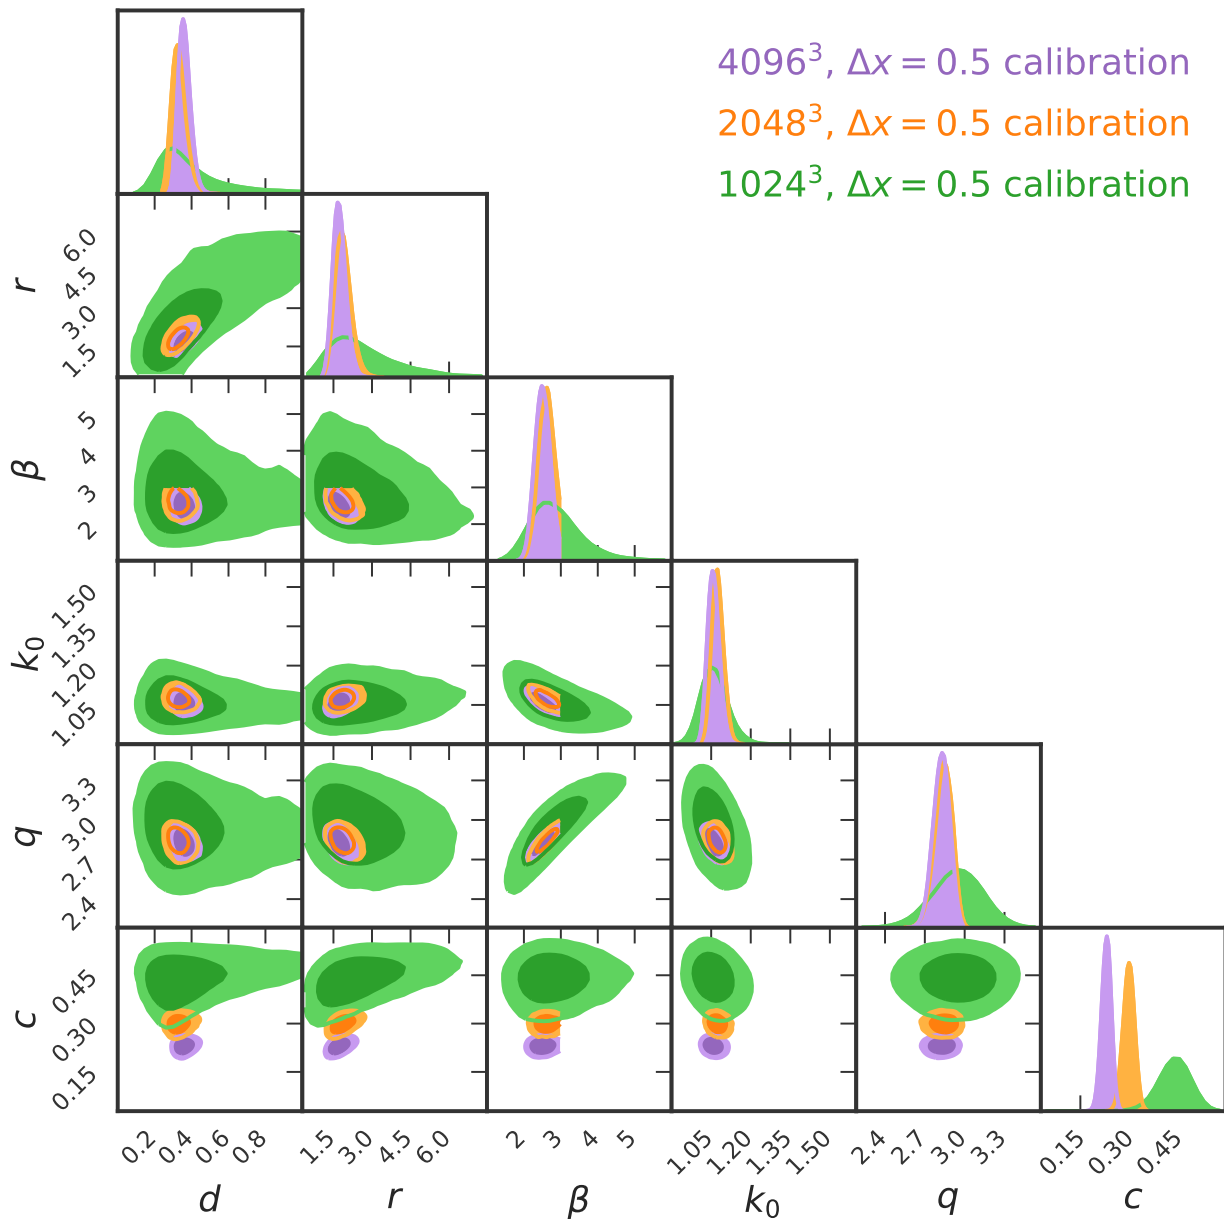 4096³, Δx = 0.5 calibration
2048³, Δx = 0.5 calibration
1024³, Δx = 0.5 calibration
r
6.0
4.5
3.0
1.5
β
5
4
3
2
k₀
1.50
1.35
1.20
1.05
q
3.3
3.0
2.7
2.4
c
0.45
0.30
0.15
0.2 0.4 0.6 0.8 1.5 3.0 4.5 6.0 2 3 4 5 1.05 1.20 1.35 1.50 2.4 2.7 3.0 3.3 0.15 0.30 0.45
d r β k₀ q c